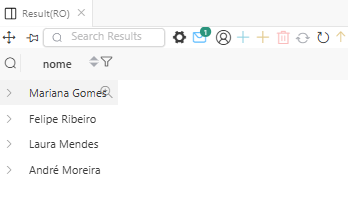 Result(RO)
Search Results
1
nome
Mariana Gomes
Felipe Ribeiro
Laura Mendes
André Moreira